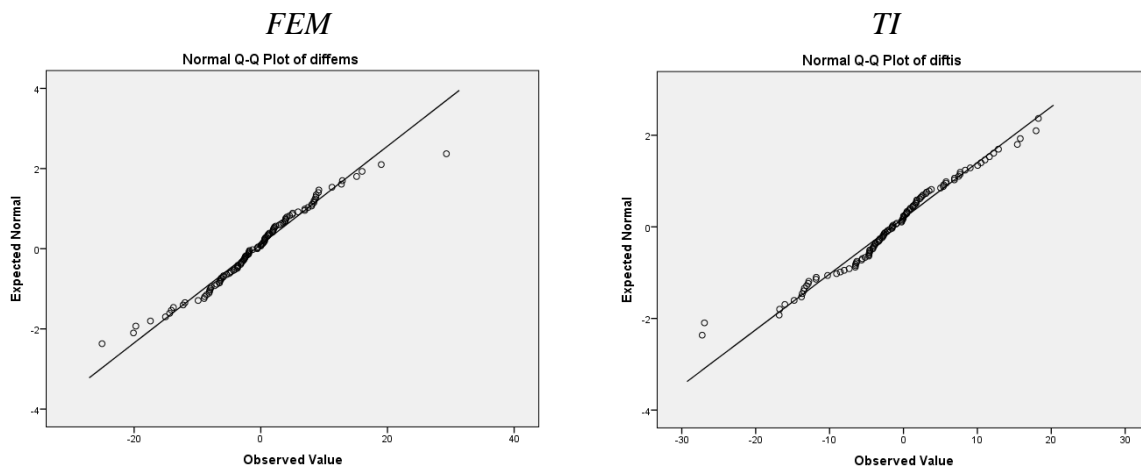 FEM
TI
Normal Q-Q Plot of diffems
Expected Normal
4
2
0
-2
-4
-20
0
20
40
Observed Value
Normal Q-Q Plot of diftis
Expected Normal
2
0
-2
-4
-30
-20
-10
0
10
20
30
Observed Value